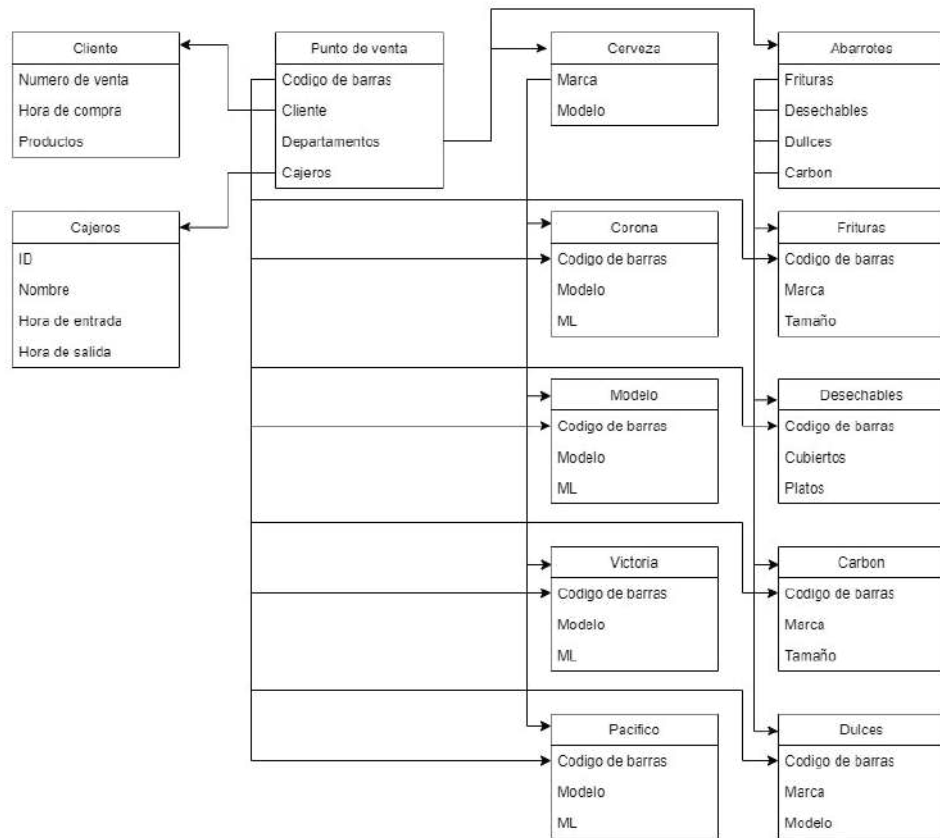 Cliente
Numero de venta
Hora de compra
Productos
Punto de venta
Codigo de barras
Cliente
Departamentos
Cajeros
Cerveza
Marca
Modelo
Abarrotes
Frituras
Desechables
Dullces
Carbon
Cajeros
ID
Nombre
Hora de entrada
Hora de salida
Corona
Codigo de barras
Modelo
ML
Frituras
Codigo de barras
Marca
Tamaño
Modelo
Codigo de barras
Modelo
ML
Desechables
Codigo de barras
Cubiertos
Platos
Victoria
Codigo de barras
Modelo
ML
Carbon
Codigo de barras
Marca
Tamaño
Pacifico
Codigo de barras
Modelo
ML
Dulces
Codigo de barras
Marca
Modelo